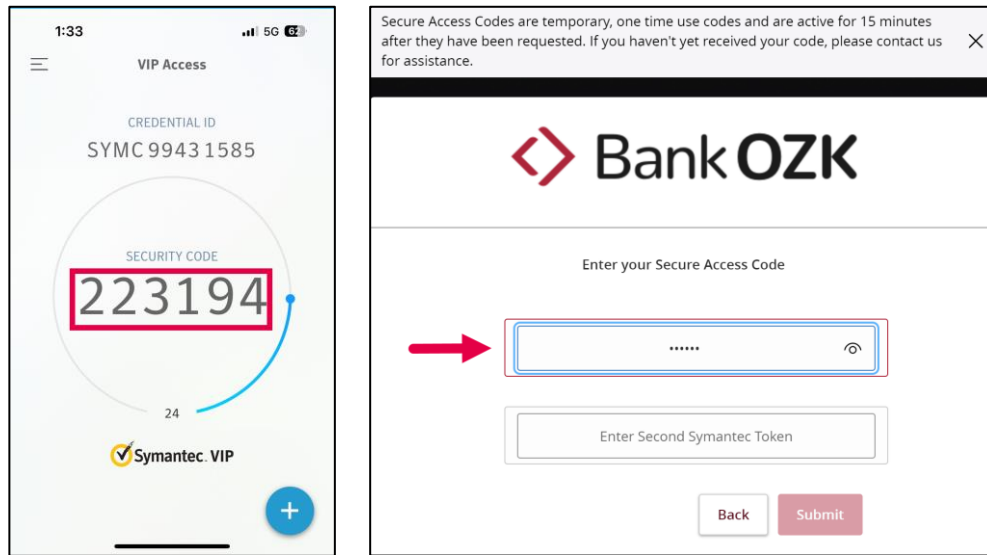 1:33
5G 62
VIP Access
CREDENTIAL ID
SYMC 99431585
SECURITY CODE
223194
24
Symantec. VIP
+
Secure Access Codes are temporary, one time use codes and are active for 15 minutes
after they have been requested. If you haven't yet received your code, please contact us
for assistance.
Bank OZK
Enter your Secure Access Code
••••••
Enter Second Symantec Token
Back Submit